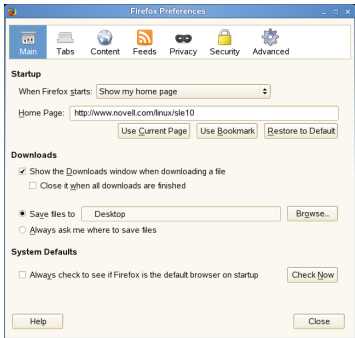 Firefox Preferences
Main Tabs Content Feeds Privacy Security Advanced
Startup
When Firefox starts: Show my home page
Home Page: http://www.novell.com/linux/sle10
Use Current Page Use Bookmark Restore to Default
Downloads
Show the Downloads window when downloading a file
Close it when all downloads are finished
Save files to Desktop Browse...
Always ask me where to save files
System Defaults
Always check to see if Firefox is the default browser on startup Check Now
Help Close